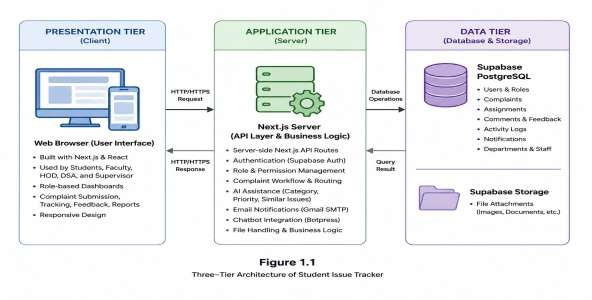 PRESENTATION TIER
(Client)
Web Browser (User Interface)
• Built with Next.js & React
• Used by Students, Faculty,
HOD, DSA, and Supervisor
• Role-based Dashboards
• Complaint Submission,
Tracking, Feedback, Reports
• Responsive Design
HTTP/HTTPS
Request
HTTP/HTTPS
Response
APPLICATION TIER
(Server)
Next.js Server
(API Layer & Business Logic)
• Server-side Next.js API Routes
• Authentication (Supabase Auth)
• Role & Permission Management
• Complaint Workflow & Routing
• AI Assistance (Category,
Priority, Similar Issues)
• Email Notifications (Gmail SMTP)
• Chatbot Integration (Botpress)
• File Handling & Business Logic
Database
Operations
Query
Result
DATA TIER
(Database & Storage)
Supabase
PostgreSQL
• Users & Roles
• Complaints
• Assignments
• Comments & Feedback
• Activity Logs
• Notifications
• Departments & Staff
Supabase Storage
• File Attachments
(Images, Documents, etc.)
Figure 1.1
Three-Tier Architecture of Student Issue Tracker